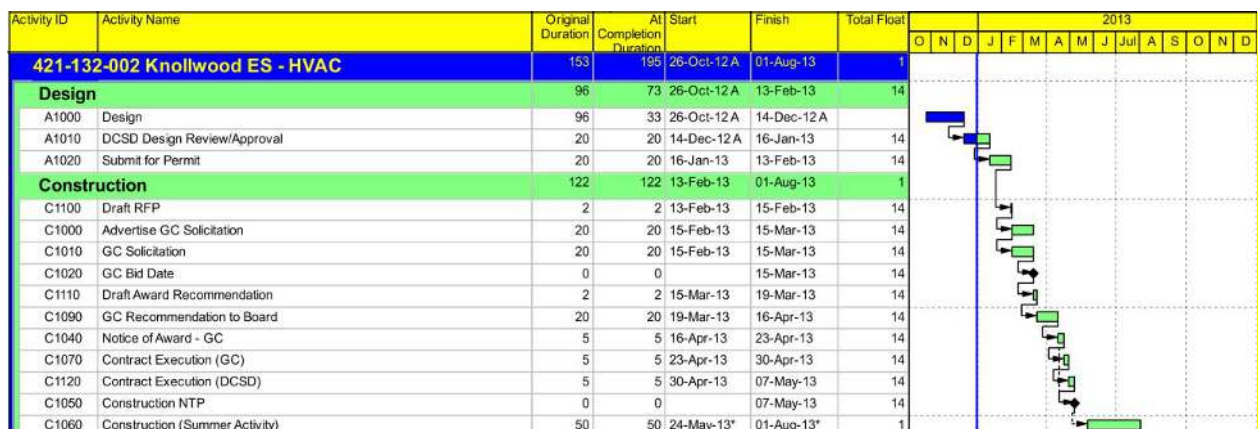 Activity ID Activity Name Original Duration At Completion Duration Start Finish Total Float 2013
O N D J F M A M J Jul A S O N D
421-132-002 Knollwood ES - HVAC 153 195 26-Oct-12 A 01-Aug-13 1
Design 96 73 26-Oct-12 A 13-Feb-13 14
A1000 Design 96 33 26-Oct-12 A 14-Dec-12 A
A1010 DCSD Design Review/Approval 20 20 14-Dec-12 A 16-Jan-13 14
A1020 Submit for Permit 20 20 16-Jan-13 13-Feb-13 14
Construction 122 122 13-Feb-13 01-Aug-13 1
C1100 Draft RFP 2 2 13-Feb-13 15-Feb-13 14
C1000 Advertise GC Solicitation 20 20 15-Feb-13 15-Mar-13 14
C1010 GC Solicitation 20 20 15-Feb-13 15-Mar-13 14
C1020 GC Bid Date 0 0 15-Mar-13 14
C1110 Draft Award Recommendation 2 2 15-Mar-13 19-Mar-13 14
C1090 GC Recommendation to Board 20 20 19-Mar-13 16-Apr-13 14
C1040 Notice of Award - GC 5 5 16-Apr-13 23-Apr-13 14
C1070 Contract Execution (GC) 5 5 23-Apr-13 30-Apr-13 14
C1120 Contract Execution (DCSD) 5 5 30-Apr-13 07-May-13 14
C1050 Construction NTP 0 0 07-May-13 14
C1060 Construction (Summer Activity) 50 50 24-May-13* 01-Aug-13* 1